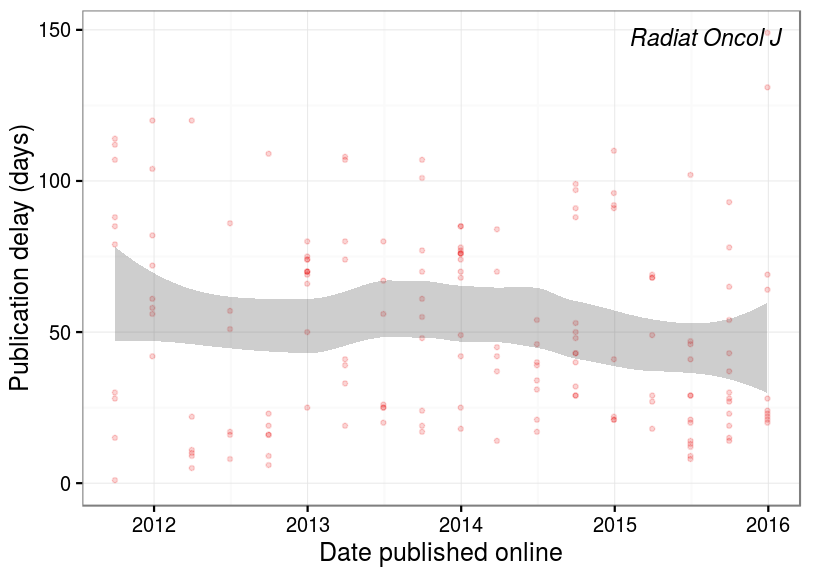 Radiat Oncol J
Publication delay (days)
150
100
50
0
2012 2013 2014 2015 2016
Date published online